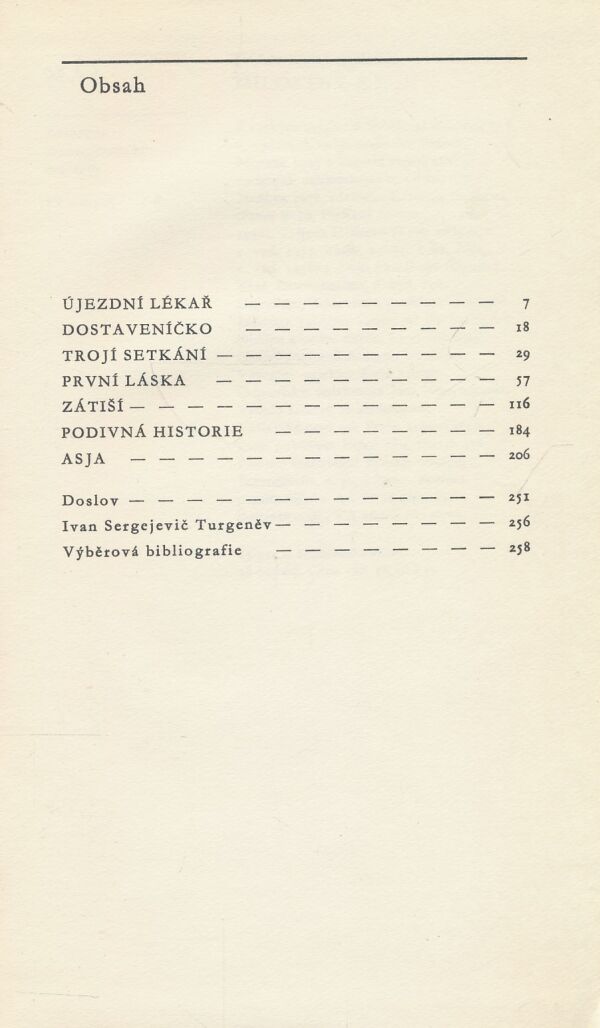 Obsah
ÚJEZDNÍ LÉKAŘ — — — — — — — — — 7
DOSTAVENÍČKO — — — — — — — — — 18
TROJÍ SETKÁNÍ — — — — — — — — — — 29
PRVNÍ LÁSKA — — — — — — — — — — 57
ZÁTIŠÍ — — — — — — — — — — — — — 116
PODIVNÁ HISTORIE — — — — — — — — 184
ASJA — — — — — — — — — — — — — 206
Doslov — — — — — — — — — — — — — 251
Ivan Sergejevič Turgeněv — — — — — — — — 256
Výběrová bibliografie — — — — — — — — 258